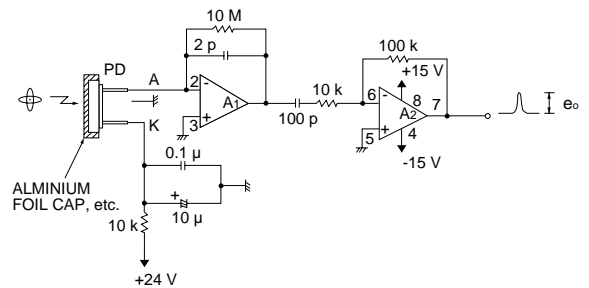 10 M
2 p
PD
A
2
-
A1
3
+
K
100 p
10 k
100 k
+15 V
6
-
8
7
A2
5
+
4
-15 V
eo
0.1 µ
+
10 µ
ALMINIUM
FOIL CAP, etc.
10 k
+24 V